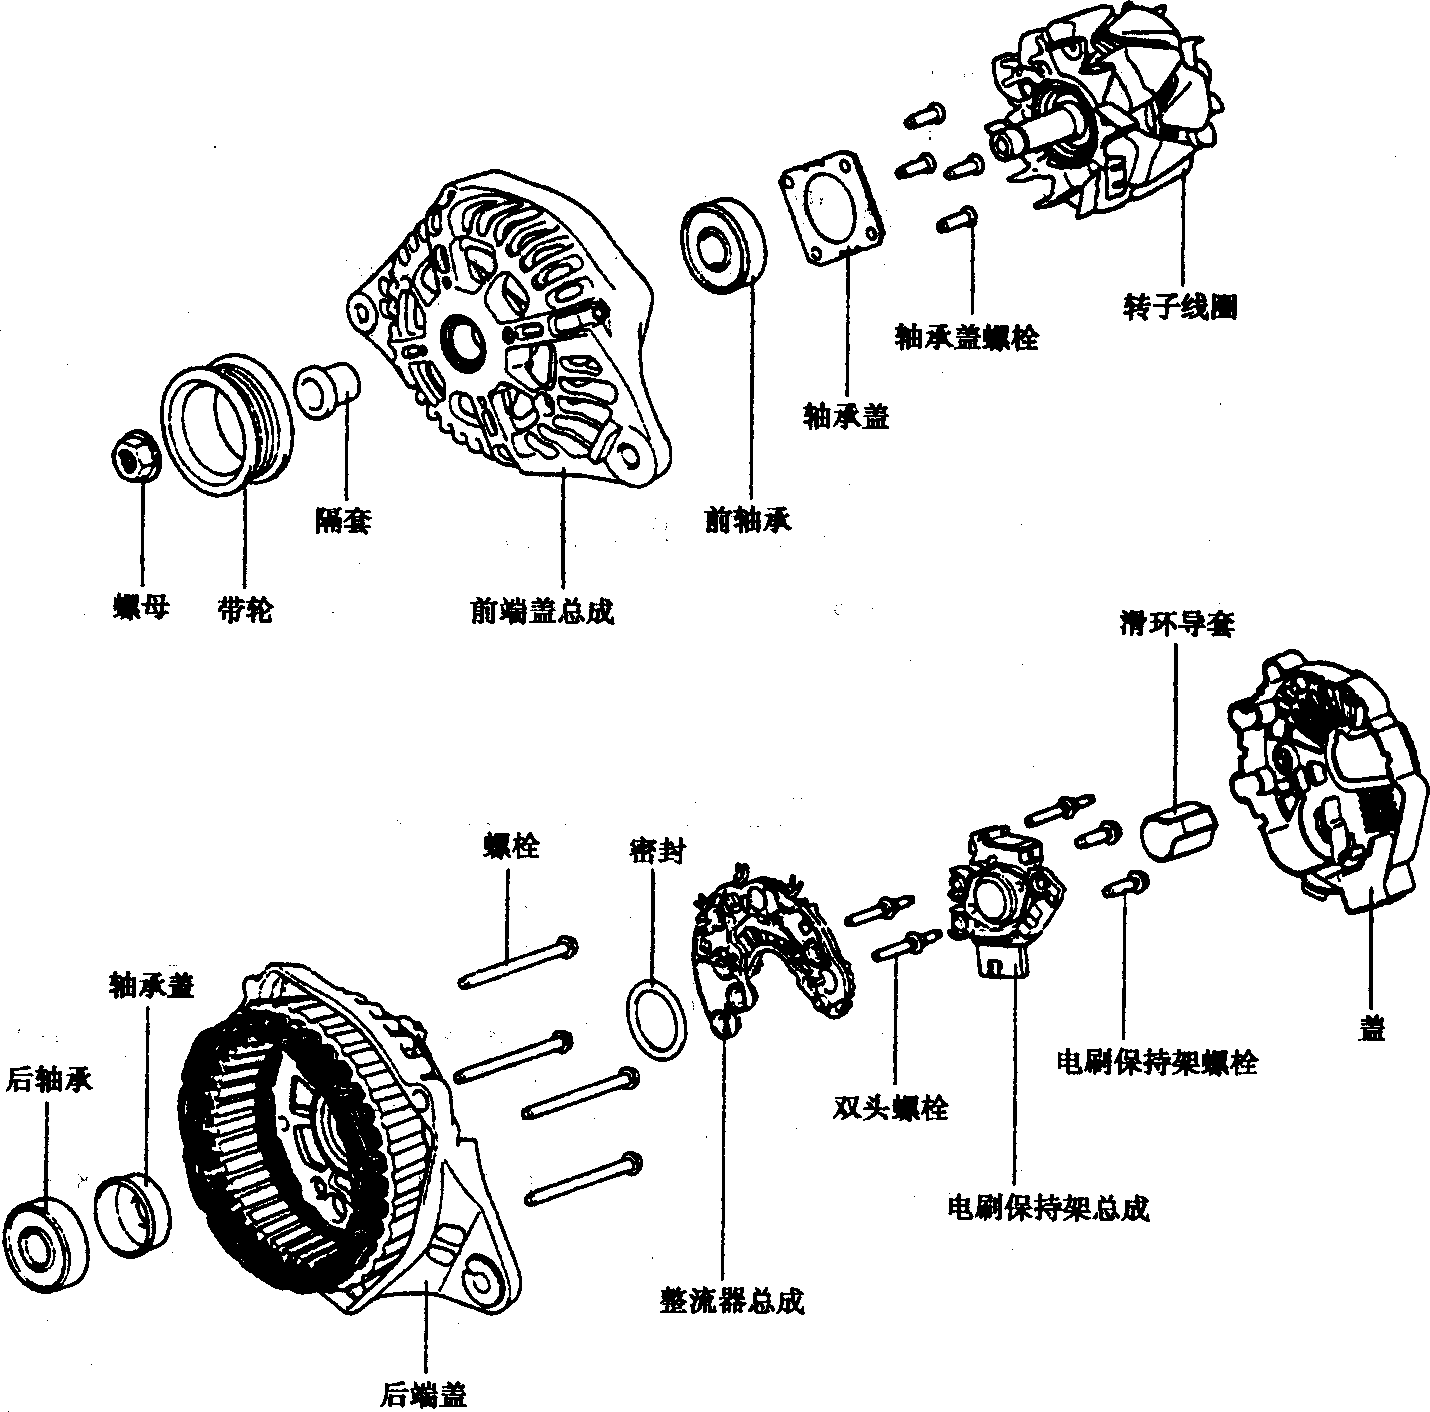 转子线圈
轴承盖螺栓
轴承盖
前轴承
隔套
螺母
带轮
前端盖总成
滑环导套
螺栓
密封
轴承盖
后轴承
盖
电刷保持架螺栓
双头螺栓
电刷保持架总成
整流器总成
后端盖